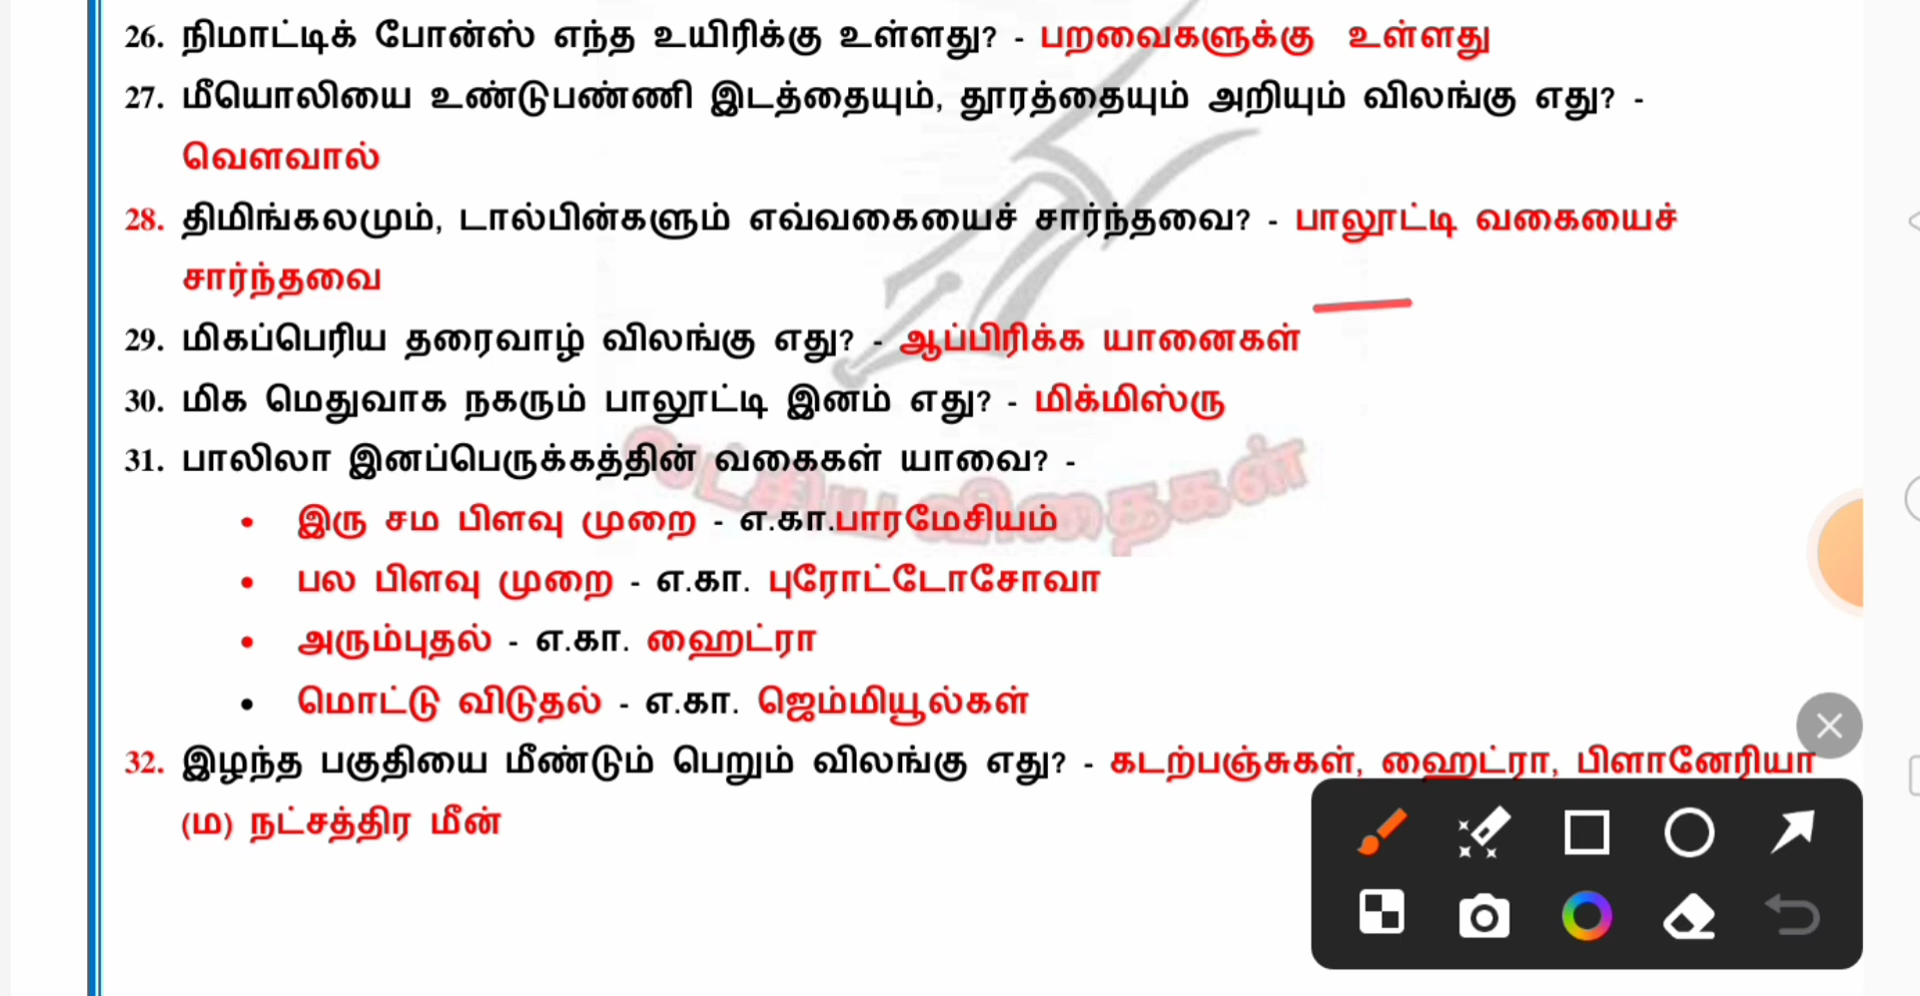 26. நிமாட்டிக் போன்ஸ் எந்த உயிரிக்கு உள்ளது? - பறவைகளுக்கு உள்ளது
27. மீயொலியை உண்டுபண்ணி இடத்தையும், தூரத்தையும் அறியும் விலங்கு எது? -
வௌவால்
28. திமிங்கலமும், டால்பின்களும் எவ்வகையைச் சார்ந்தவை? - பாலூட்டி வகையைச்
சார்ந்தவை
29. மிகப்பெரிய தரைவாழ் விலங்கு எது? - ஆப்பிரிக்க யானைகள்
30. மிக மெதுவாக நகரும் பாலூட்டி இனம் எது? - மிக்மிஸ்ரு
31. பாலிலா இனப்பெருக்கத்தின் வகைகள் யாவை? -
லட்சிய விதைகள்
• இரு சம பிளவு முறை - எ.கா.பாரமேசியம்
• பல பிளவு முறை - எ.கா. புரோட்டோசோவா
• அரும்புதல் - எ.கா. ஹைட்ரா
• மொட்டு விடுதல் - எ.கா. ஜெம்மியூல்கள்
32. இழந்த பகுதியை மீண்டும் பெறும் விலங்கு எது? - கடற்பஞ்சுகள், ஹைட்ரா, பிளானேரியா
(ம) நட்சத்திர மீன்